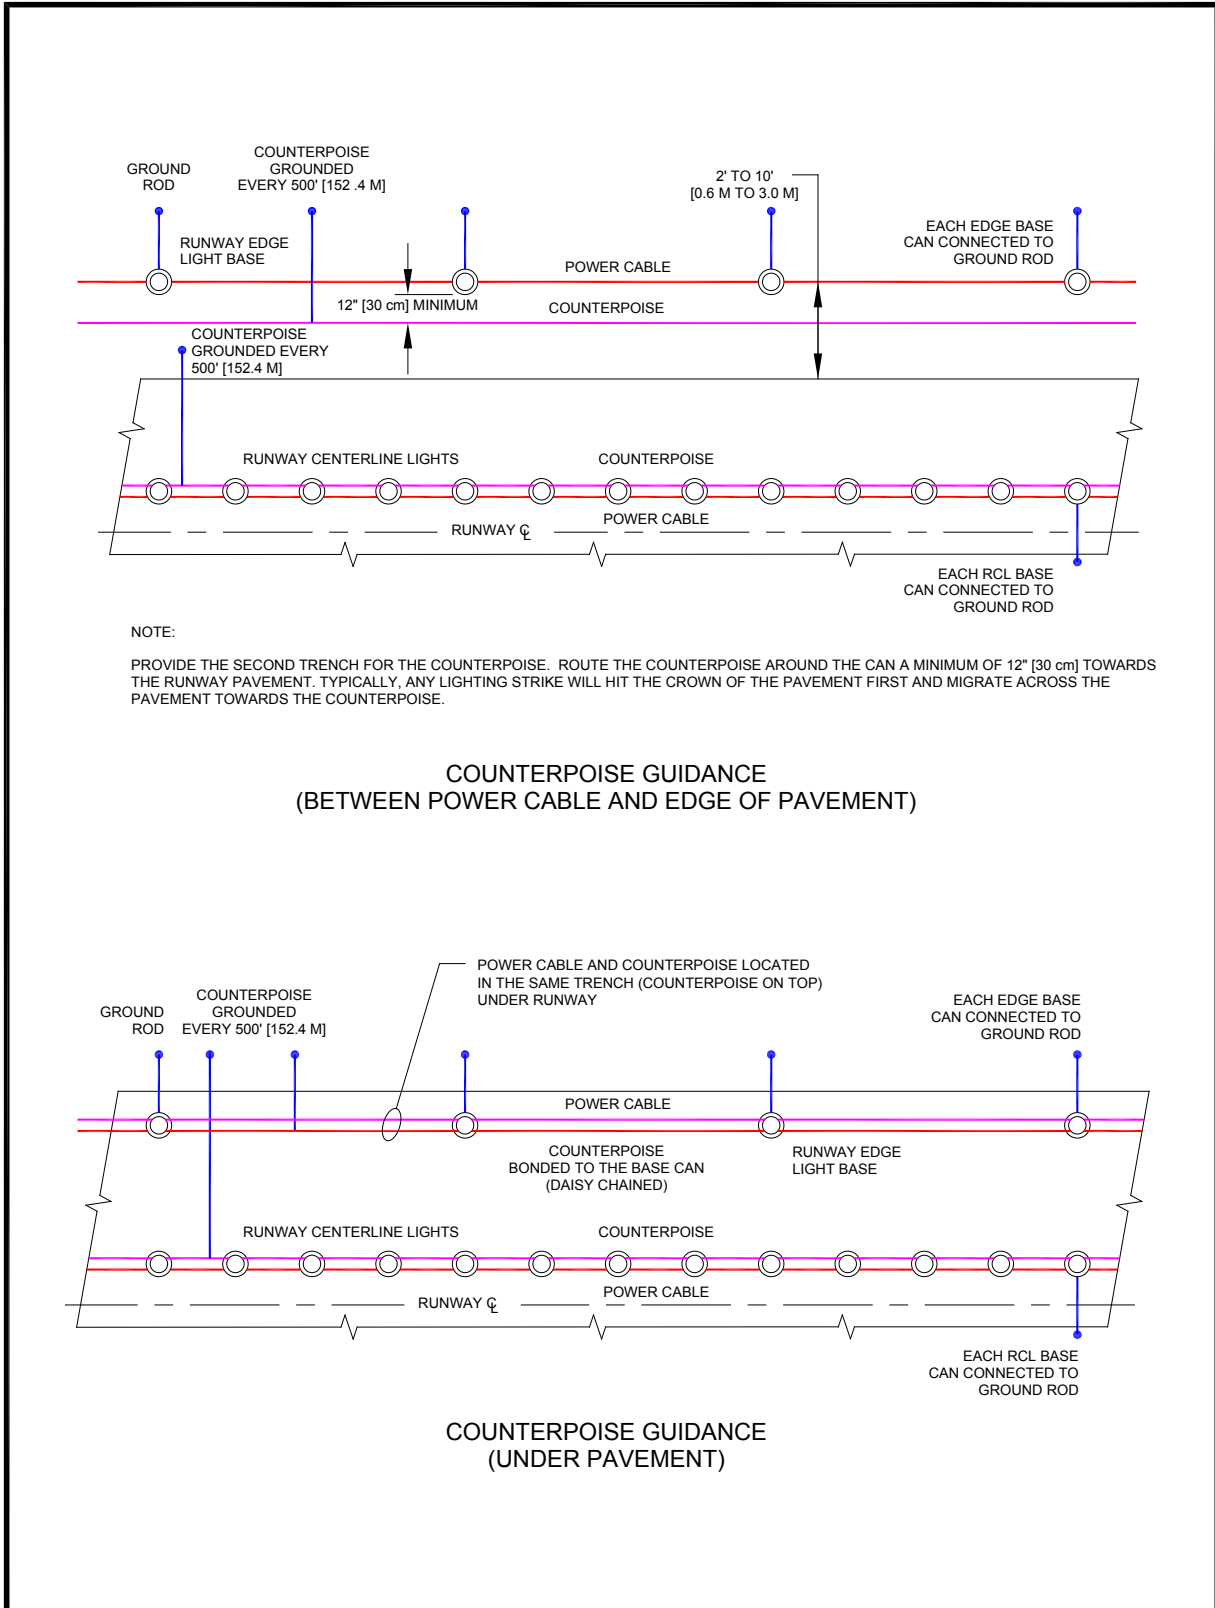 GROUND
ROD
COUNTERPOISE
GROUNDED
EVERY 500' [152 .4 M]
2' TO 10'
[0.6 M TO 3.0 M]
RUNWAY EDGE
LIGHT BASE
EACH EDGE BASE
CAN CONNECTED TO
GROUND ROD
POWER CABLE
12" [30 cm] MINIMUM
COUNTERPOISE
COUNTERPOISE
GROUNDED EVERY
500' [152.4 M]
RUNWAY CENTERLINE LIGHTS
COUNTERPOISE
POWER CABLE
RUNWAY ℄
EACH RCL BASE
CAN CONNECTED TO
GROUND ROD
NOTE:
PROVIDE THE SECOND TRENCH FOR THE COUNTERPOISE. ROUTE THE COUNTERPOISE AROUND THE CAN A MINIMUM OF 12" [30 cm] TOWARDS
THE RUNWAY PAVEMENT. TYPICALLY, ANY LIGHTING STRIKE WILL HIT THE CROWN OF THE PAVEMENT FIRST AND MIGRATE ACROSS THE
PAVEMENT TOWARDS THE COUNTERPOISE.
COUNTERPOISE GUIDANCE
(BETWEEN POWER CABLE AND EDGE OF PAVEMENT)
POWER CABLE AND COUNTERPOISE LOCATED
IN THE SAME TRENCH (COUNTERPOISE ON TOP)
UNDER RUNWAY
GROUND
ROD
COUNTERPOISE
GROUNDED
EVERY 500' [152.4 M]
EACH EDGE BASE
CAN CONNECTED TO
GROUND ROD
POWER CABLE
COUNTERPOISE
BONDED TO THE BASE CAN
(DAISY CHAINED)
RUNWAY EDGE
LIGHT BASE
RUNWAY CENTERLINE LIGHTS
COUNTERPOISE
POWER CABLE
RUNWAY ℄
EACH RCL BASE
CAN CONNECTED TO
GROUND ROD
COUNTERPOISE GUIDANCE
(UNDER PAVEMENT)